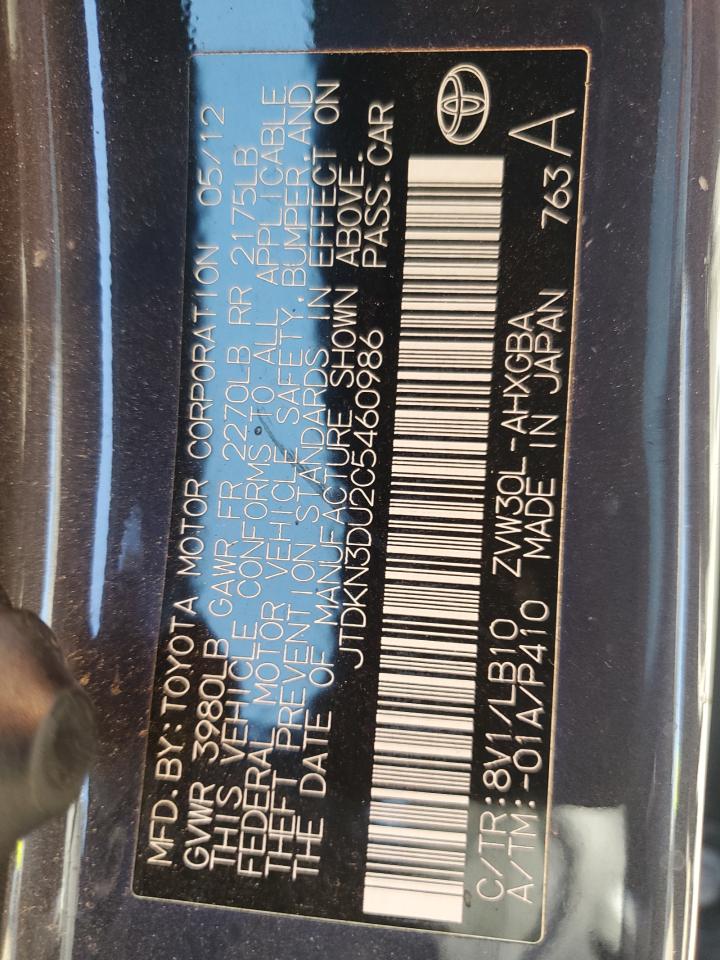 MFD.BY:TOYOTA MOTOR CORPORATION 05/12
GVWR 3980LB GAWR FR 2270LB RR 2175LB
THIS VEHICLE CONFORMS TO ALL APPLICABLE
FEDERAL MOTOR VEHICLE SAFETY, BUMPER, AND
THEFT PREVENTION STANDARDS IN EFFECT ON
THE DATE OF MANUFACTURE SHOWN ABOVE.
JTDKN3DU2C5460986 PASS.CAR
C/TR:8V1/LB10 ZVW30L-AHXGBA
A/TM:-01A/P410 MADE IN JAPAN 763 A